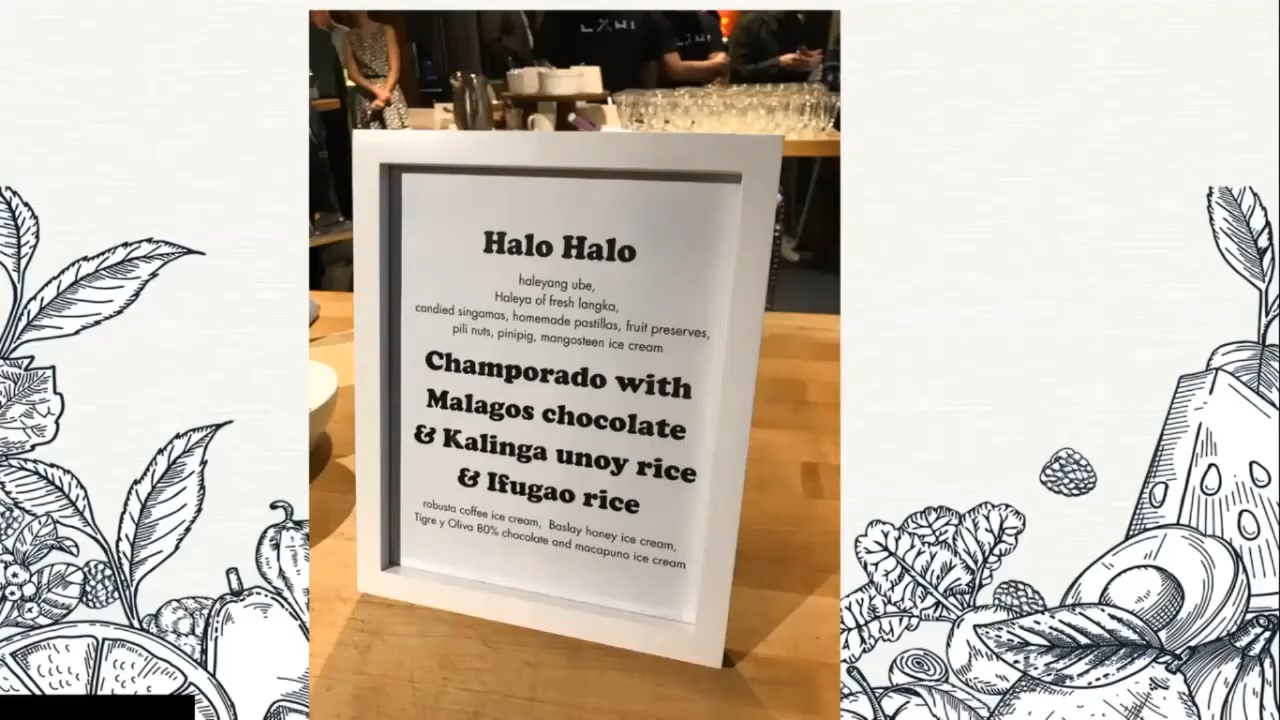 LXHI
Halo Halo
haleyang ube,
Haleya of fresh langka,
candied singamas, homemade pastillas, fruit preserves,
pili nuts, pinipig, mangosteen ice cream
Champorado with
Malagos chocolate
& Kalinga unoy rice
& Ifugao rice
robusta coffee ice cream, Baslay honey ice cream,
Tigre y Oliva 80% chocolate and macapuno ice cream